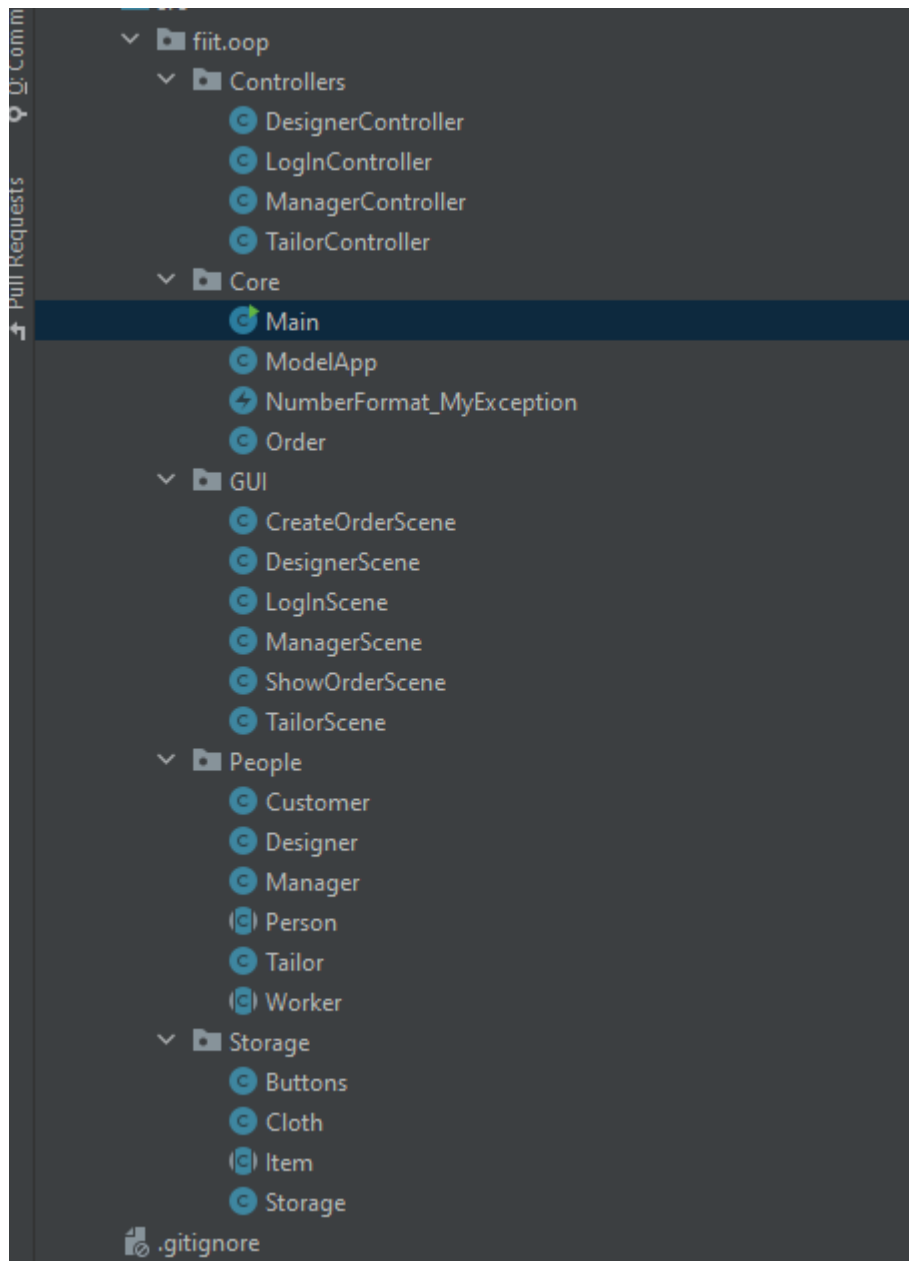 fiit.oop
Controllers
DesignerController
LogInController
ManagerController
TailorController
Core
Main
ModelApp
NumberFormat_MyException
Order
GUI
CreateOrderScene
DesignerScene
LogInScene
ManagerScene
ShowOrderScene
TailorScene
People
Customer
Designer
Manager
Person
Tailor
Worker
Storage
Buttons
Cloth
Item
Storage
.gitignore
Pull Requests